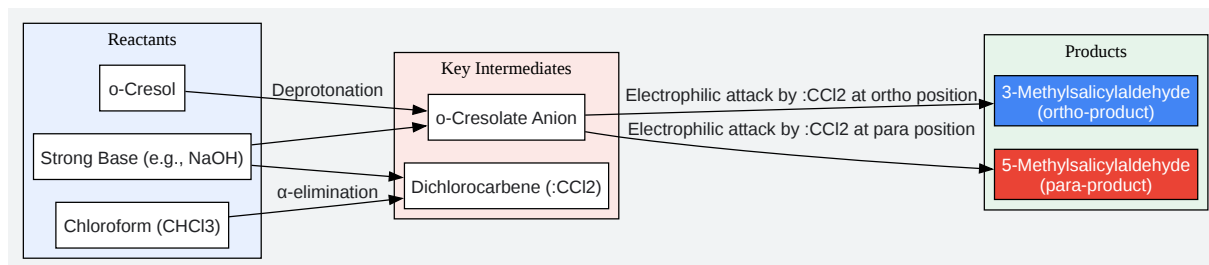 Reactants
o-Cresol
Strong Base (e.g., NaOH)
Chloroform (CHCl3)
Deprotonation
α-elimination
Key Intermediates
o-Cresolate Anion
Dichlorocarbene (:CCl2)
Electrophilic attack by :CCl2 at ortho position
Electrophilic attack by :CCl2 at para position
Products
3-Methylsalicylaldehyde
(ortho-product)
5-Methylsalicylaldehyde
(para-product)